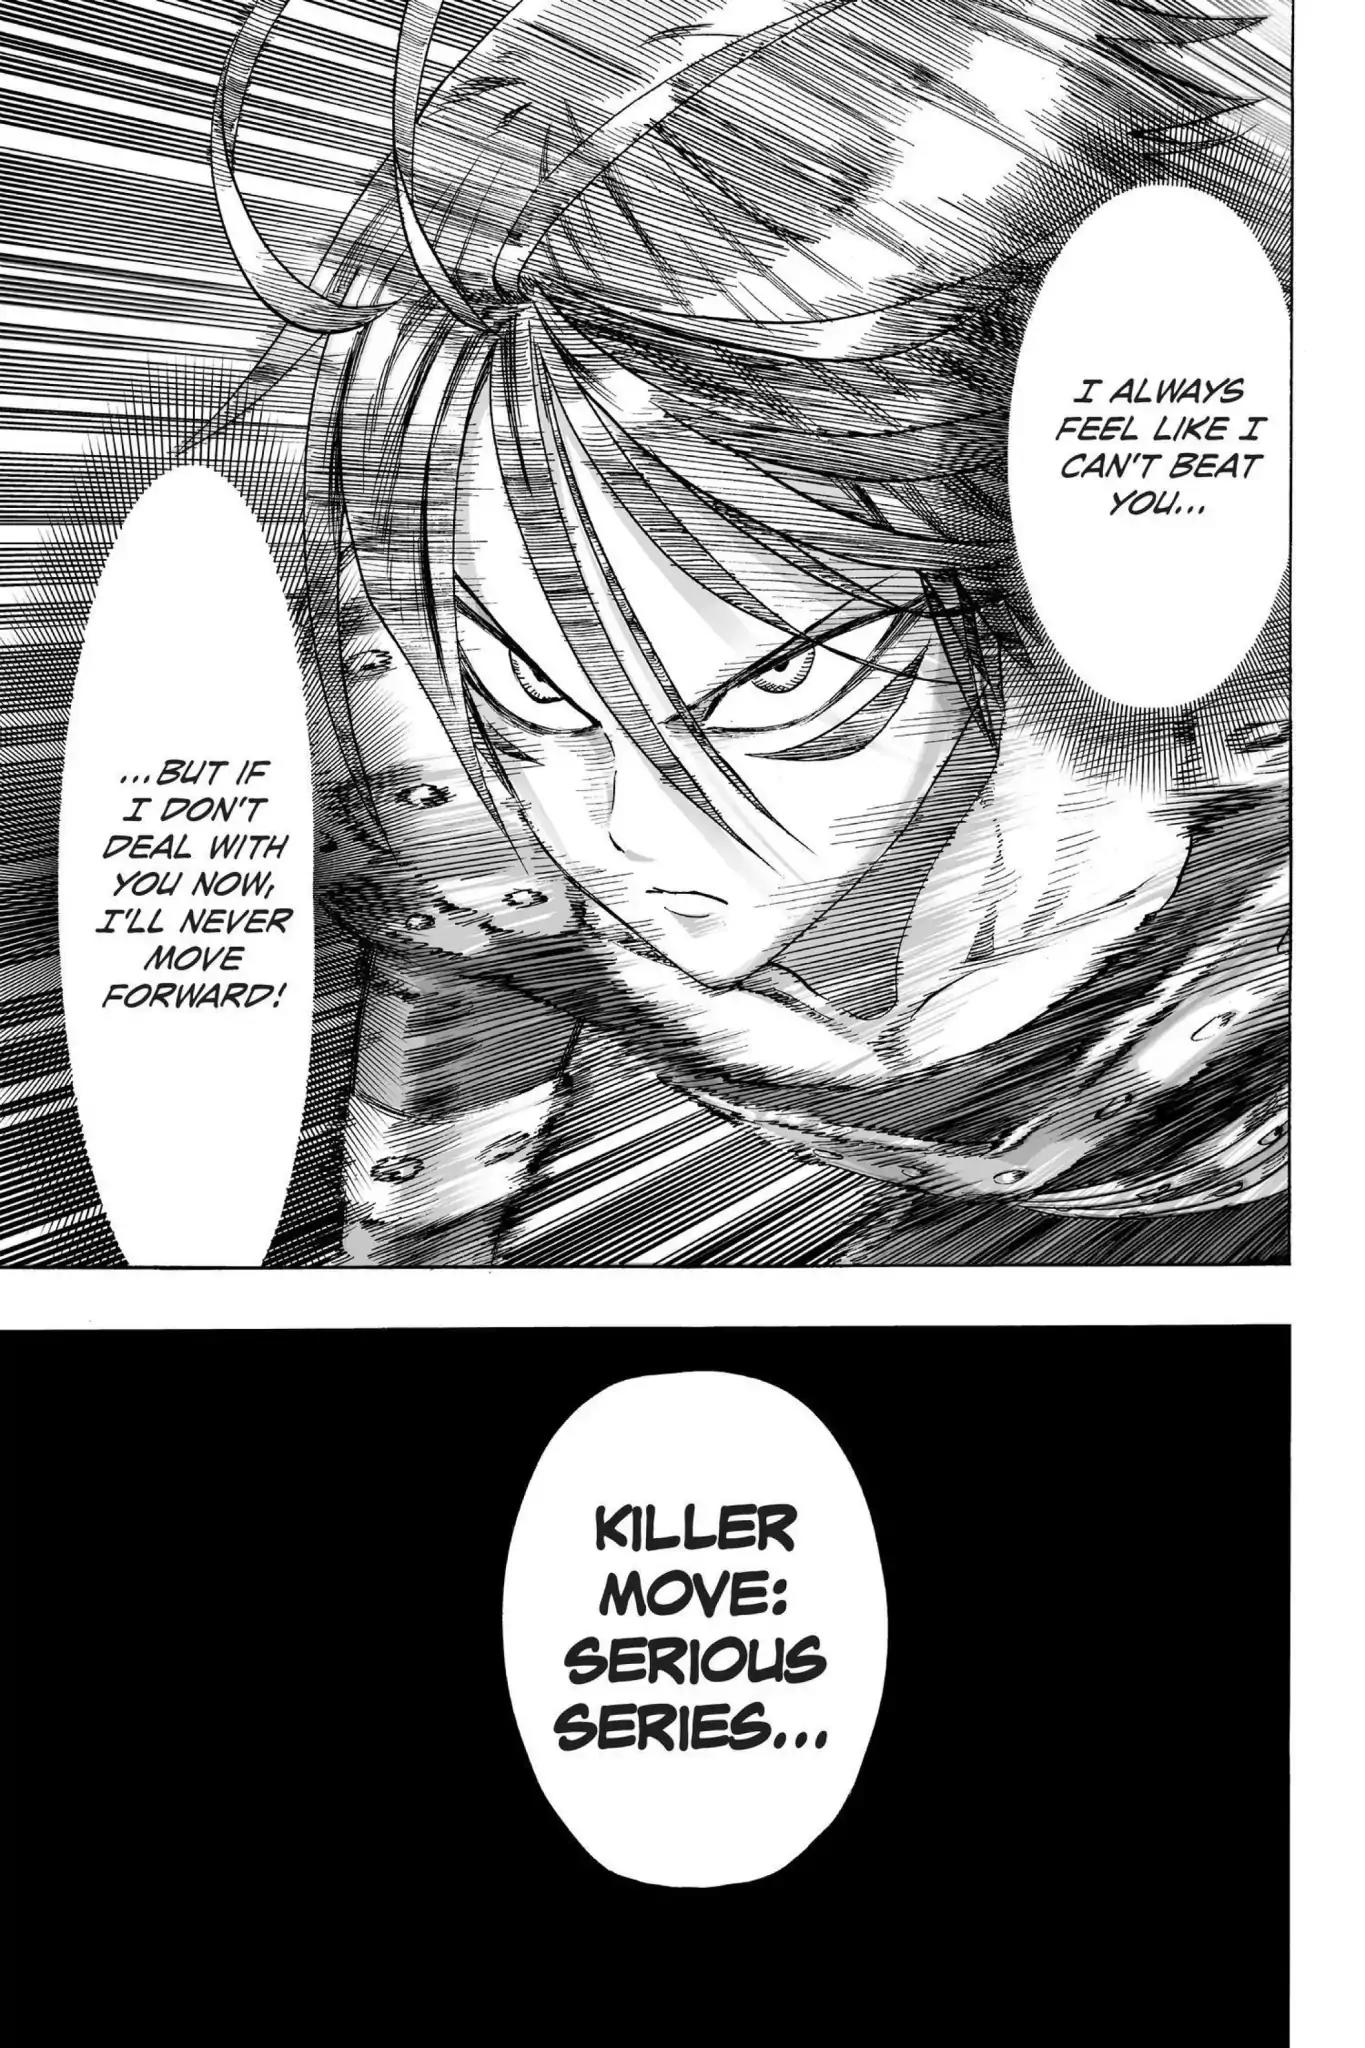 I ALWAYS
FEEL LIKE I
CAN'T BEAT
YOU...
...BUT IF
I DON'T
DEAL WITH
YOU NOW,
I'LL NEVER
MOVE
FORWARD!
KILLER
MOVE:
SERIOUS
SERIES...